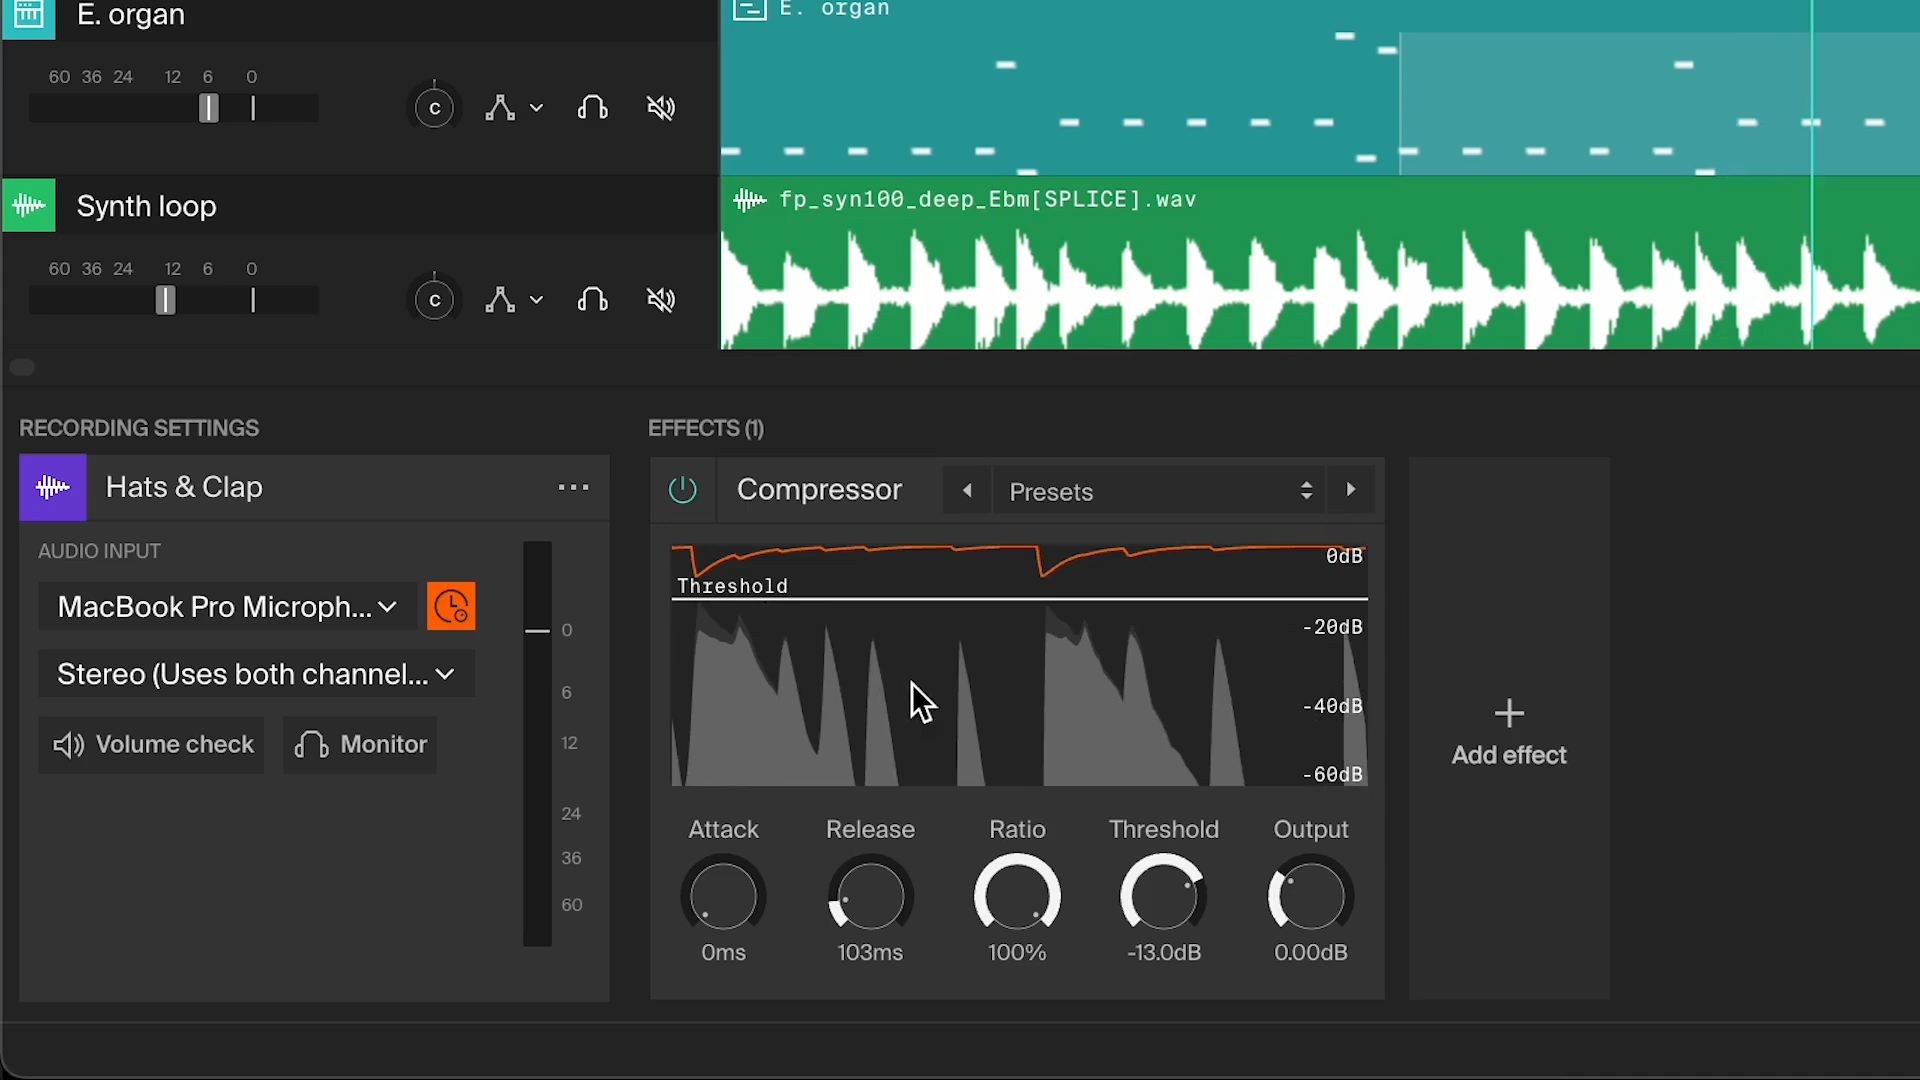 E. organ
E. organ
60 36 24 12 6 0
C
Synth loop
fp_syn100_deep_Ebm[SPLICE].wav
60 36 24 12 6 0
C
RECORDING SETTINGS
EFFECTS (1)
Hats & Clap
...
Compressor
Presets
AUDIO INPUT
MacBook Pro Microph...
Stereo (Uses both channel...
Volume check
Monitor
0
6
12
24
36
60
0dB
Threshold
-20dB
-40dB
-60dB
Add effect
Attack
Release
Ratio
Threshold
Output
0ms
103ms
100%
-13.0dB
0.00dB